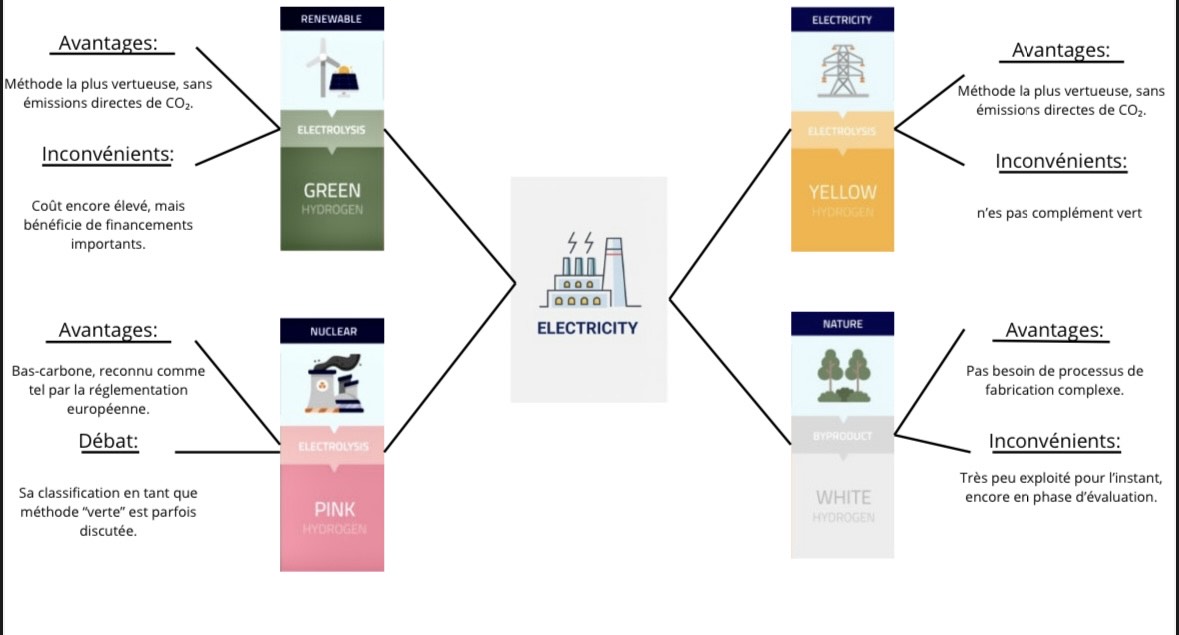 RENEWABLE
ELECTROLYSIS
GREEN
HYDROGEN
Avantages:
Méthode la plus vertueuse, sans
émissions directes de CO₂.
Inconvénients:
Coût encore élevé, mais
bénéficie de financements
importants.
NUCLEAR
ELECTROLYSIS
PINK
HYDROGEN
Avantages:
Bas-carbone, reconnu comme
tel par la réglementation
européenne.
Débat:
Sa classification en tant que
méthode “verte” est parfois
discutée.
ELECTRICITY
ELECTRICITY
ELECTROLYSIS
YELLOW
HYDROGEN
Avantages:
Méthode la plus vertueuse, sans
émissions directes de CO₂.
Inconvénients:
n’es pas complément vert
NATURE
BYPRODUCT
WHITE
HYDROGEN
Avantages:
Pas besoin de processus de
fabrication complexe.
Inconvénients:
Très peu exploité pour l’instant,
encore en phase d’évaluation.